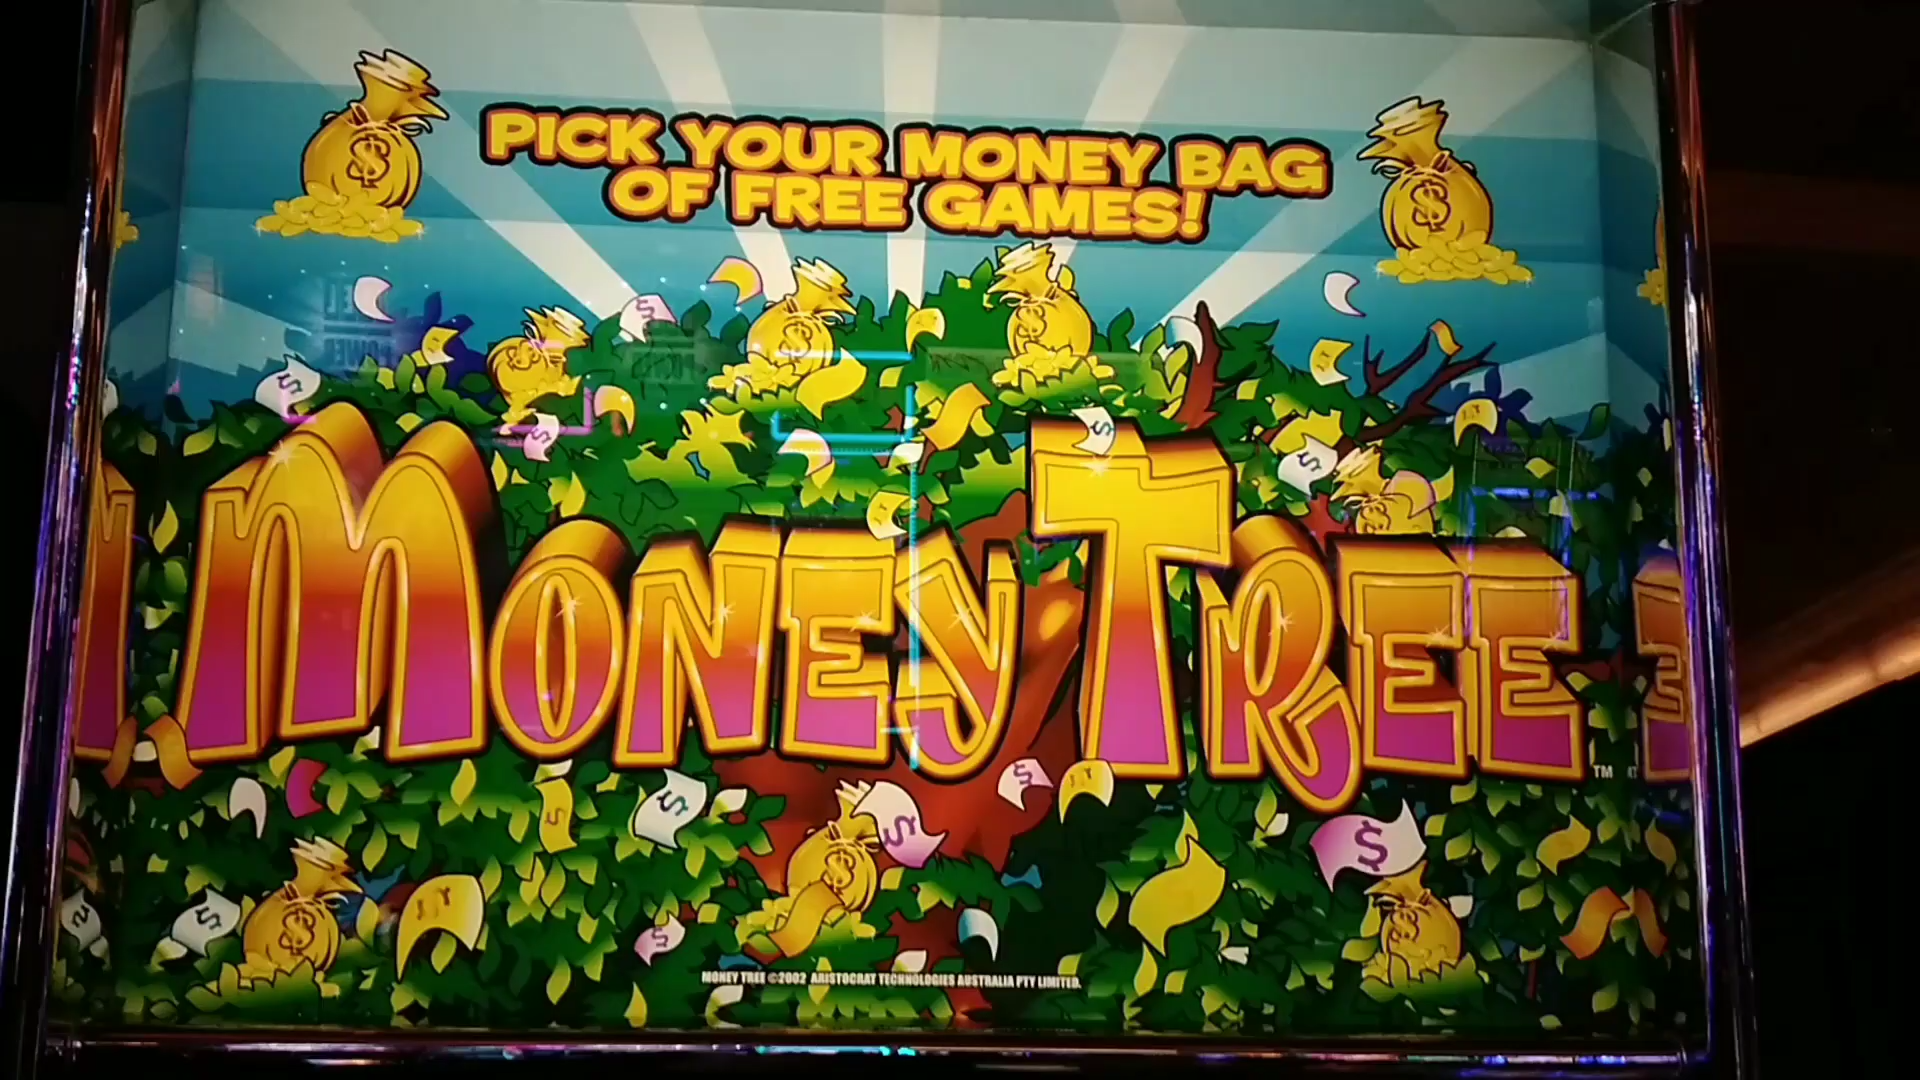 PICK YOUR MONEY BAG
OF FREE GAMES!
MONEY TREE
TM
MONEY TREE ©2002 ARISTOCRAT TECHNOLOGIES AUSTRALIA PTY LIMITED.